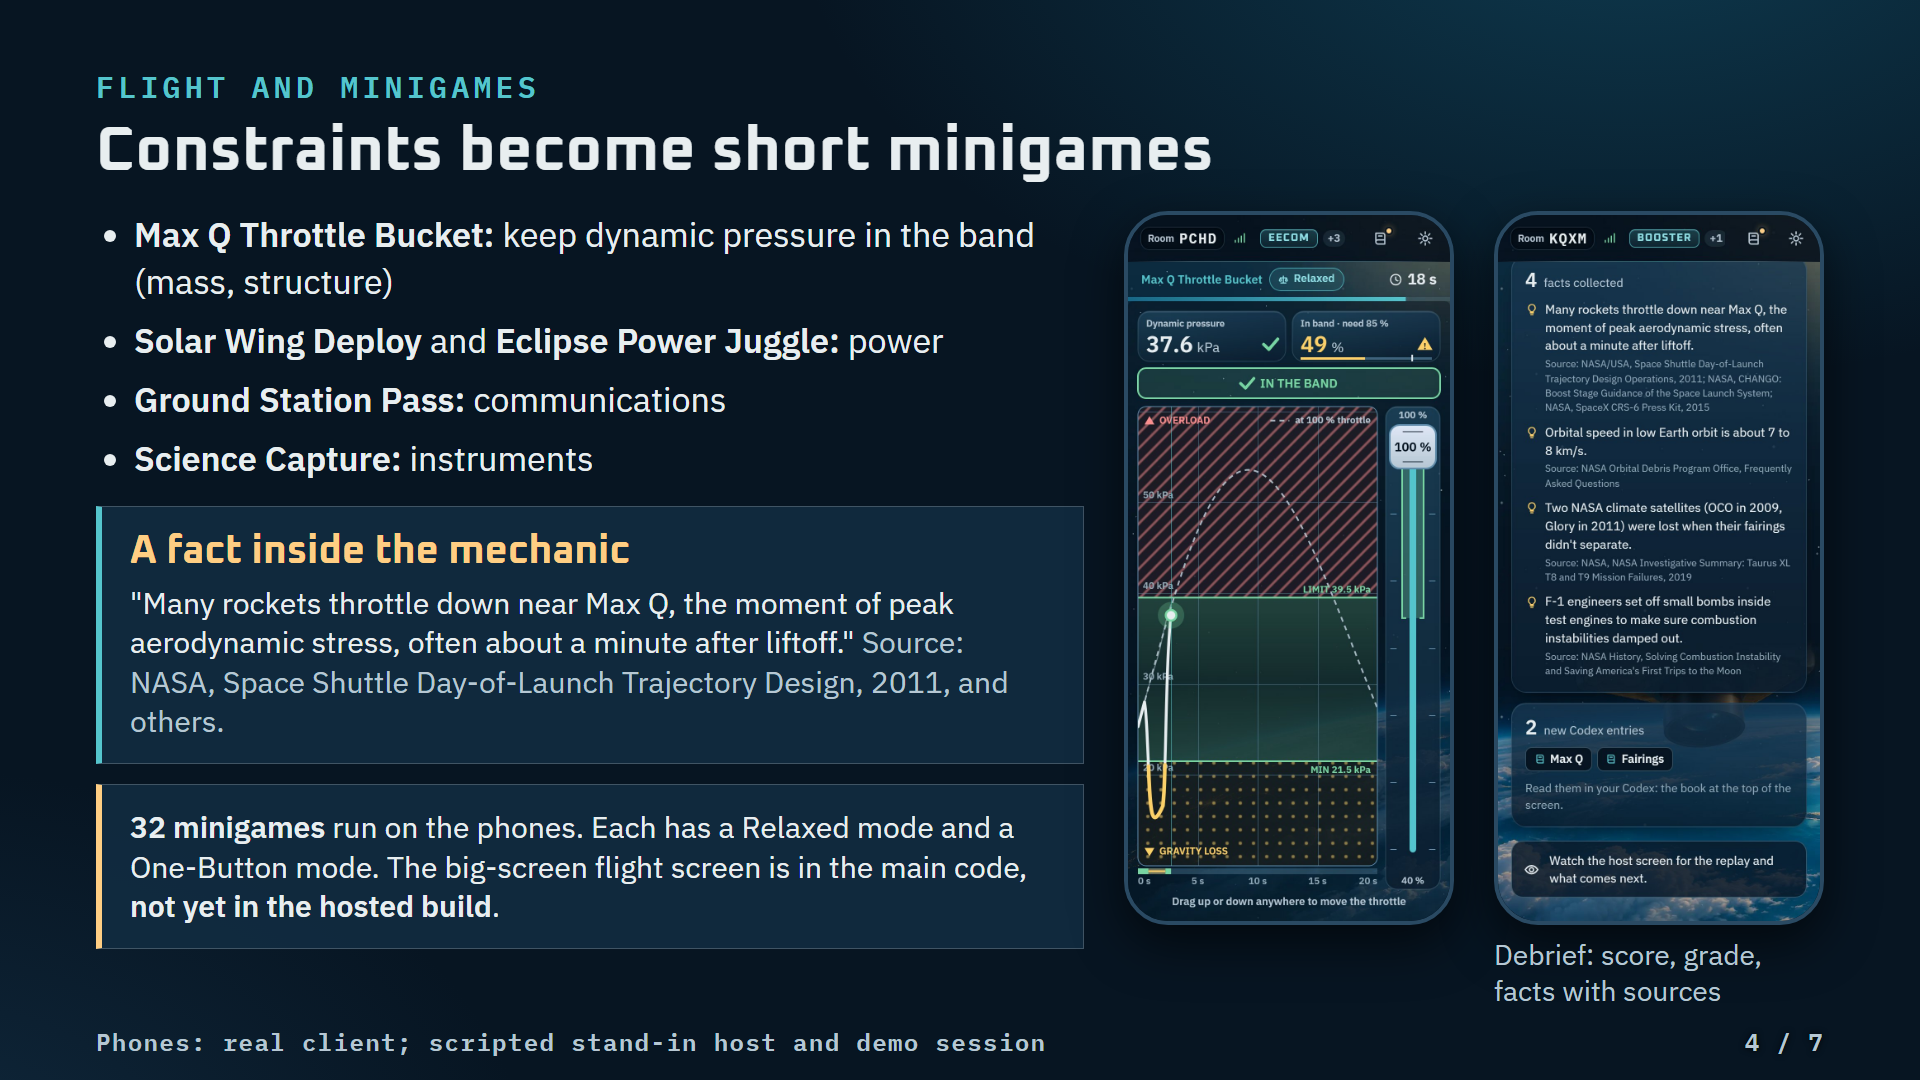 FLIGHT AND MINIGAMES
Constraints become short minigames
Max Q Throttle Bucket: keep dynamic pressure in the band
(mass, structure)
Solar Wing Deploy and Eclipse Power Juggle: power
Ground Station Pass: communications
Science Capture: instruments
A fact inside the mechanic
"Many rockets throttle down near Max Q, the moment of peak
aerodynamic stress, often about a minute after liftoff." Source:
NASA, Space Shuttle Day-of-Launch Trajectory Design, 2011, and
others.
32 minigames run on the phones. Each has a Relaxed mode and a
One-Button mode. The big-screen flight screen is in the main code,
not yet in the hosted build.
Room PCHD EECOM +3
Max Q Throttle Bucket Relaxed 18 s
Dynamic pressure
37.6 kPa
In band · need 85 %
49 %
IN THE BAND
OVERLOAD
at 100 % throttle
100 %
100 %
50 kPa
40 kPa
LIMIT 39.5 kPa
30 kPa
20 kPa
MIN 21.5 kPa
GRAVITY LOSS
0 s 5 s 10 s 15 s 20 s
40 %
Drag up or down anywhere to move the throttle
Room KQXM BOOSTER +1
4 facts collected
Many rockets throttle down near Max Q, the
moment of peak aerodynamic stress, often
about a minute after liftoff.
Source: NASA/USA, Space Shuttle Day-of-Launch
Trajectory Design Operations, 2011; NASA, CHANGO:
Boost Stage Guidance of the Space Launch System;
NASA, SpaceX CRS-6 Press Kit, 2015
Orbital speed in low Earth orbit is about 7 to
8 km/s.
Source: NASA Orbital Debris Program Office, Frequently
Asked Questions
Two NASA climate satellites (OCO in 2009,
Glory in 2011) were lost when their fairings
didn't separate.
Source: NASA, NASA Investigative Summary: Taurus XL
T8 and T9 Mission Failures, 2019
F-1 engineers set off small bombs inside
test engines to make sure combustion
instabilities damped out.
Source: NASA History, Solving Combustion Instability
and Saving America's First Trips to the Moon
2 new Codex entries
Max Q Fairings
Read them in your Codex: the book at the top of the
screen.
Watch the host screen for the replay and
what comes next.
Debrief: score, grade,
facts with sources
Phones: real client; scripted stand-in host and demo session
4 / 7